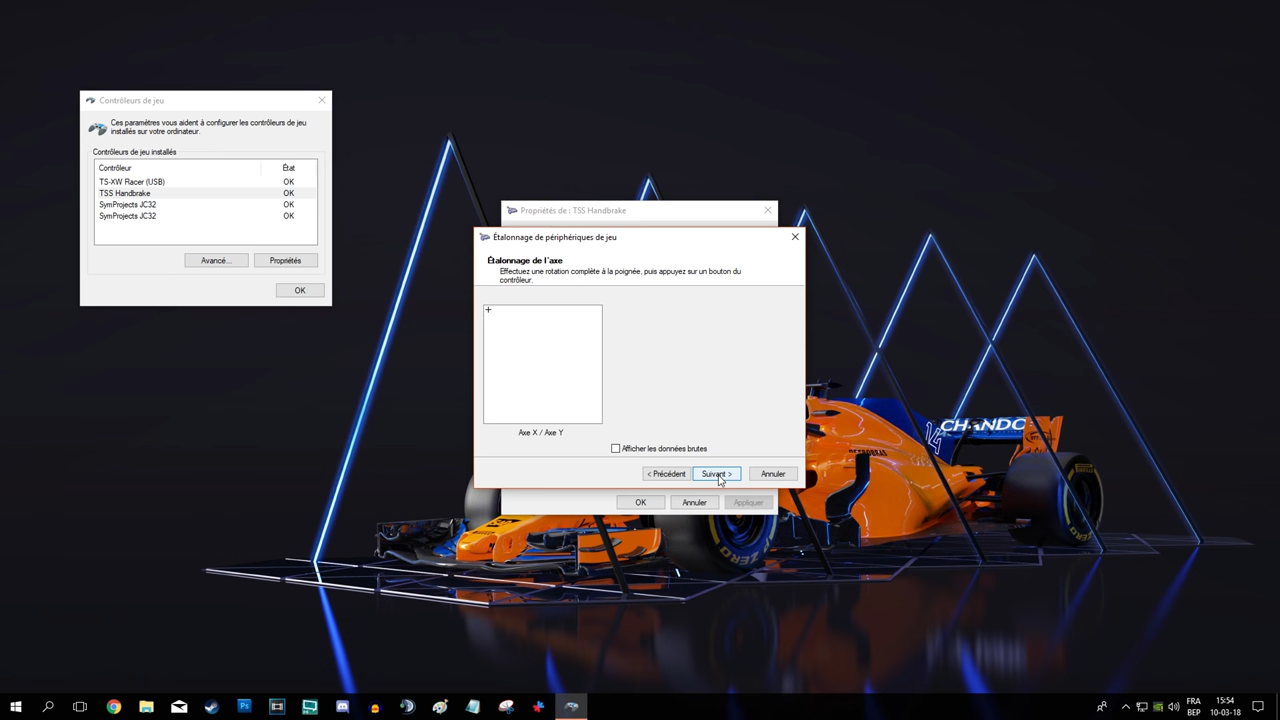 Contrôleurs de jeu
Ces paramètres vous aident à configurer les contrôleurs de jeu
installés sur votre ordinateur.
Contrôleurs de jeu installés
Contrôleur État
TS-XW Racer (USB) OK
TSS Handbrake OK
SymProjects JC32 OK
SymProjects JC32 OK
Avancé... Propriétés
OK
Propriétés de : TSS Handbrake
Étalonnage de périphériques de jeu
Étalonnage de l'axe
Effectuez une rotation complète à la poignée, puis appuyez sur un bouton du
contrôleur.
Axe X / Axe Y
Afficher les données brutes
< Précédent Suivant > Annuler
OK Annuler Appliquer
CHANDO
14
ZERO
FRA
BEP
15:54
10-03-18